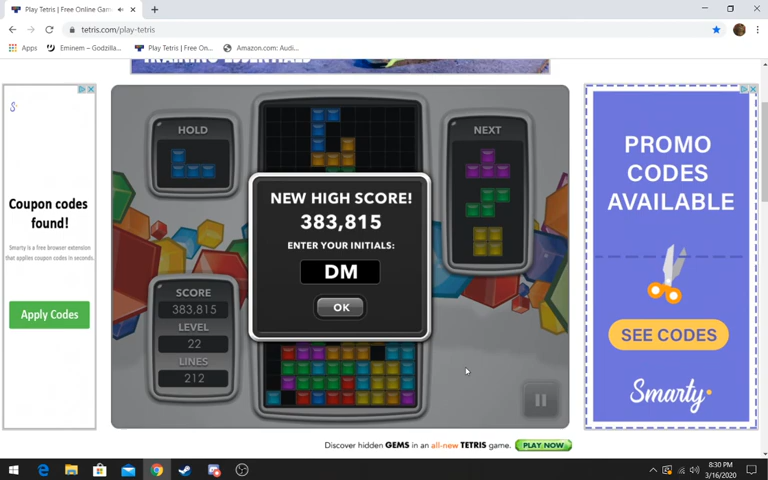 Play Tetris | Free Online Gam
tetris.com/play-tetris
Apps
Eminem – Godzilla...
Play Tetris | Free On...
Amazon.com: Audi...
TRAINING ESSENTIALS
HOLD
NEXT
NEW HIGH SCORE!
383,815
ENTER YOUR INITIALS:
DM
OK
SCORE
383,815
LEVEL
22
LINES
212
Coupon codes
found!
Smarty is a free browser extension
that applies coupon codes in seconds.
Apply Codes
PROMO
CODES
AVAILABLE
SEE CODES
Smarty
Discover hidden GEMS in an all-new TETRIS game.
PLAY NOW
8:30 PM
3/16/2020